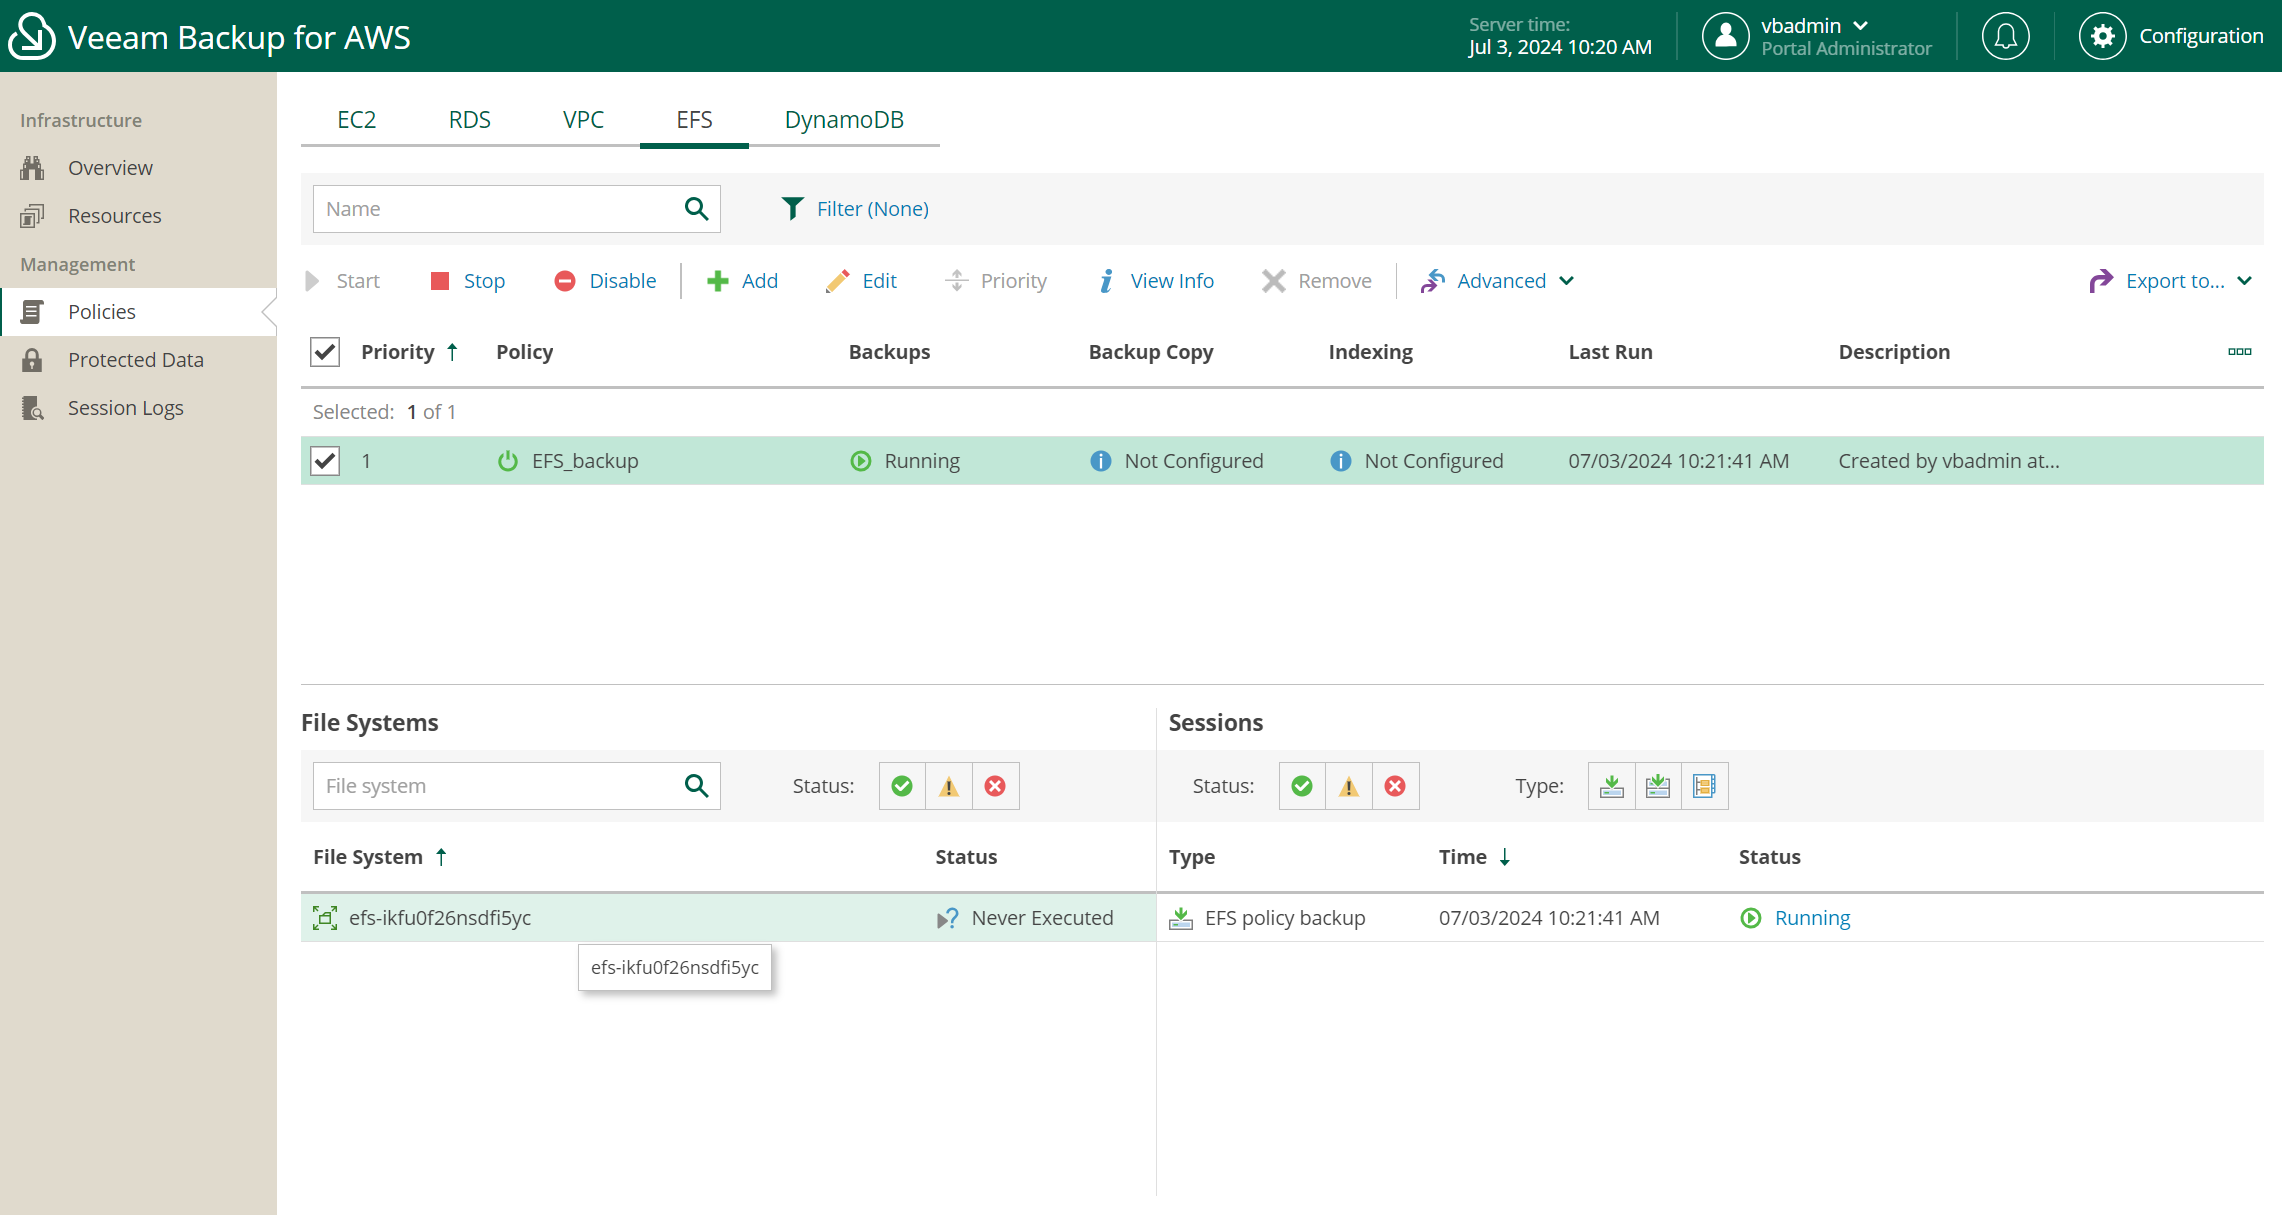 Veeam Backup for AWS
Server time:
Jul 3, 2024 10:20 AM
vbadmin
Portal Administrator
Configuration
Infrastructure
Overview
Resources
Management
Policies
Protected Data
Session Logs
EC2 RDS VPC EFS DynamoDB
Name
Filter (None)
Start Stop Disable Add Edit Priority View Info Remove Advanced Export to...
Priority Policy Backups Backup Copy Indexing Last Run Description
Selected: 1 of 1
1 EFS_backup Running Not Configured Not Configured 07/03/2024 10:21:41 AM Created by vbadmin at...
File Systems
File system
Status:
File System Status
efs-ikfu0f26nsdfi5yc Never Executed
efs-ikfu0f26nsdfi5yc
Sessions
Status: Type:
Type Time Status
EFS policy backup 07/03/2024 10:21:41 AM Running